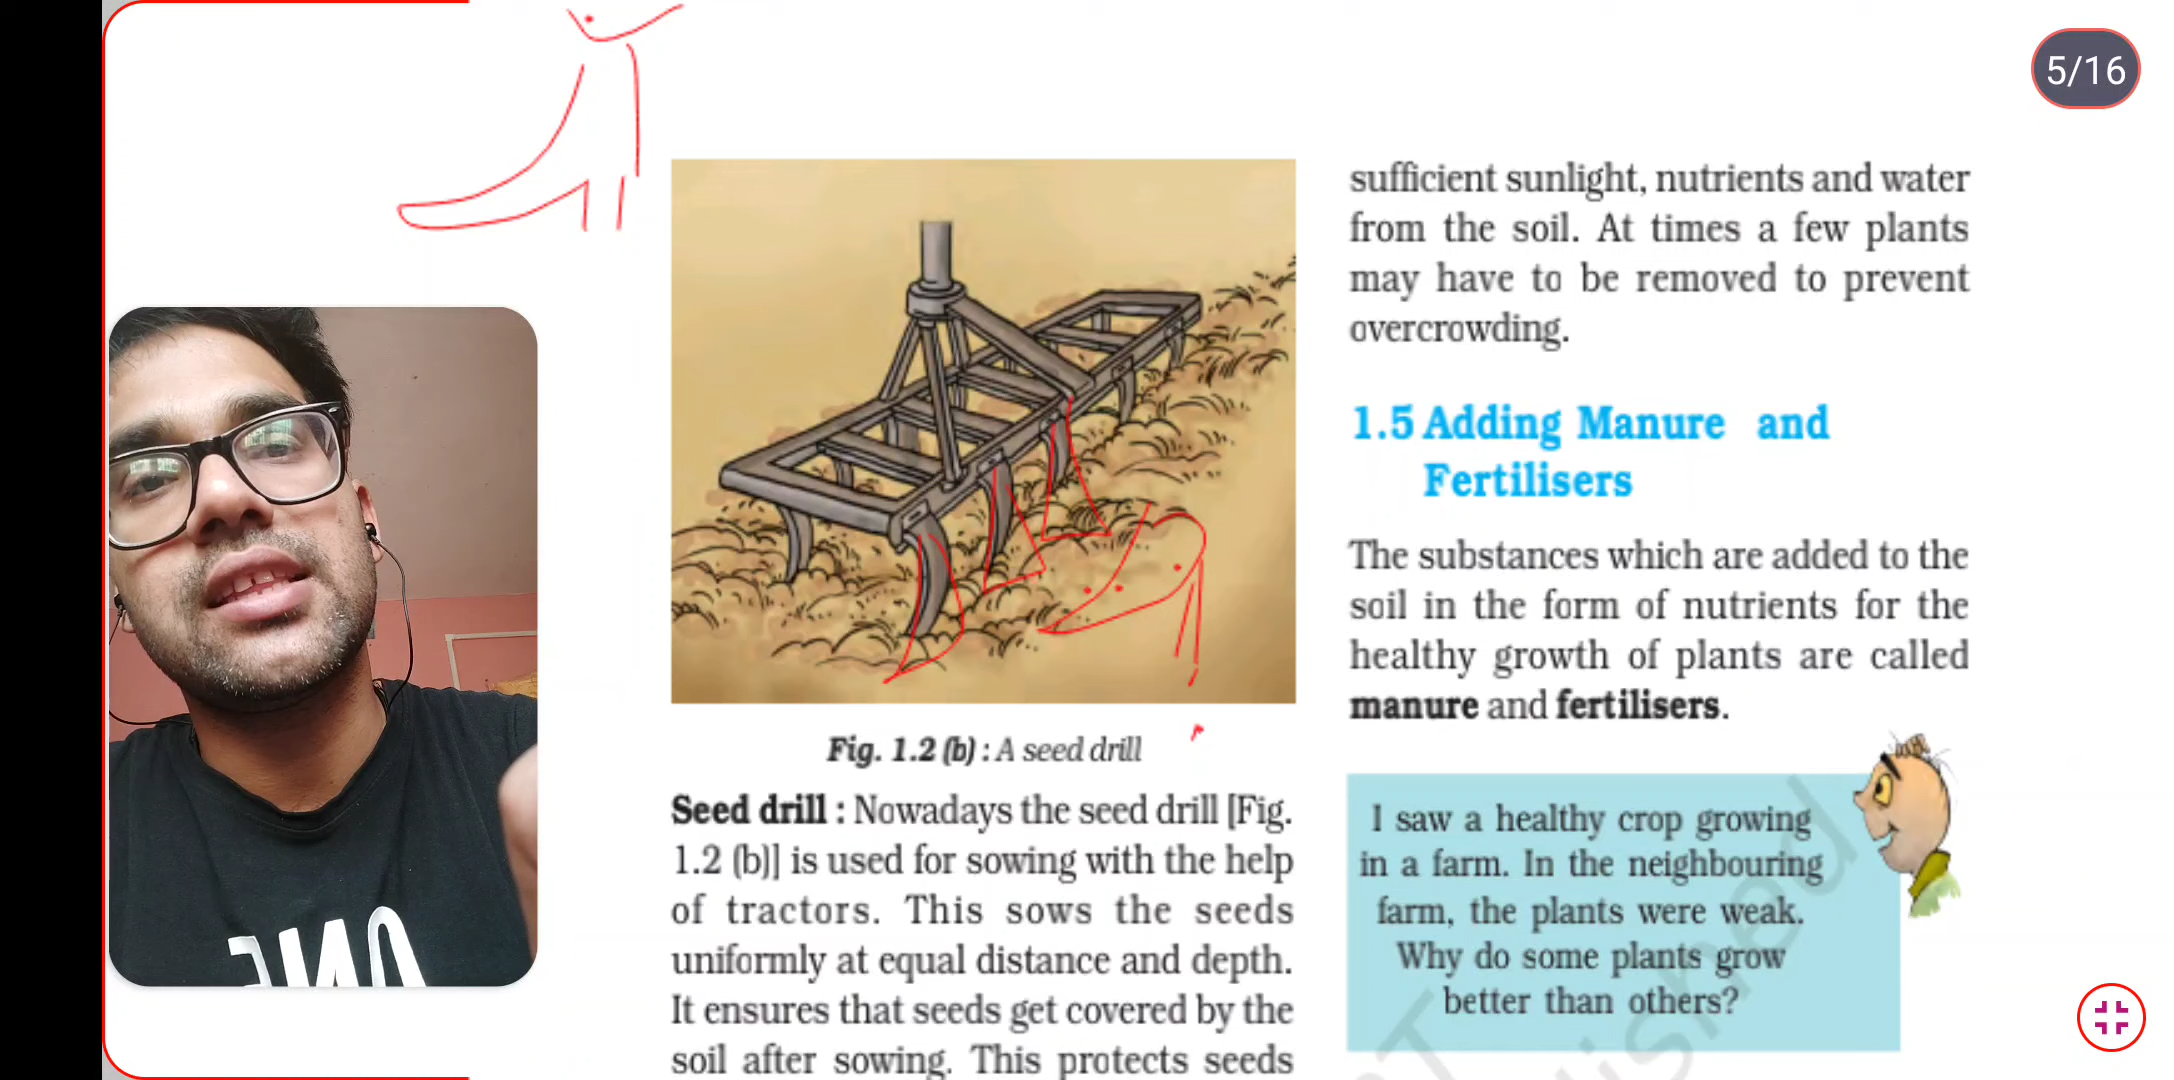 5/16
Fig. 1.2 (b) : A seed drill
Seed drill : Nowadays the seed drill [Fig.
1.2 (b)] is used for sowing with the help
of tractors. This sows the seeds
uniformly at equal distance and depth.
It ensures that seeds get covered by the
soil after sowing. This protects seeds
sufficient sunlight, nutrients and water
from the soil. At times a few plants
may have to be removed to prevent
overcrowding.
1.5 Adding Manure and
Fertilisers
The substances which are added to the
soil in the form of nutrients for the
healthy growth of plants are called
manure and fertilisers.
I saw a healthy crop growing
in a farm. In the neighbouring
farm, the plants were weak.
Why do some plants grow
better than others?